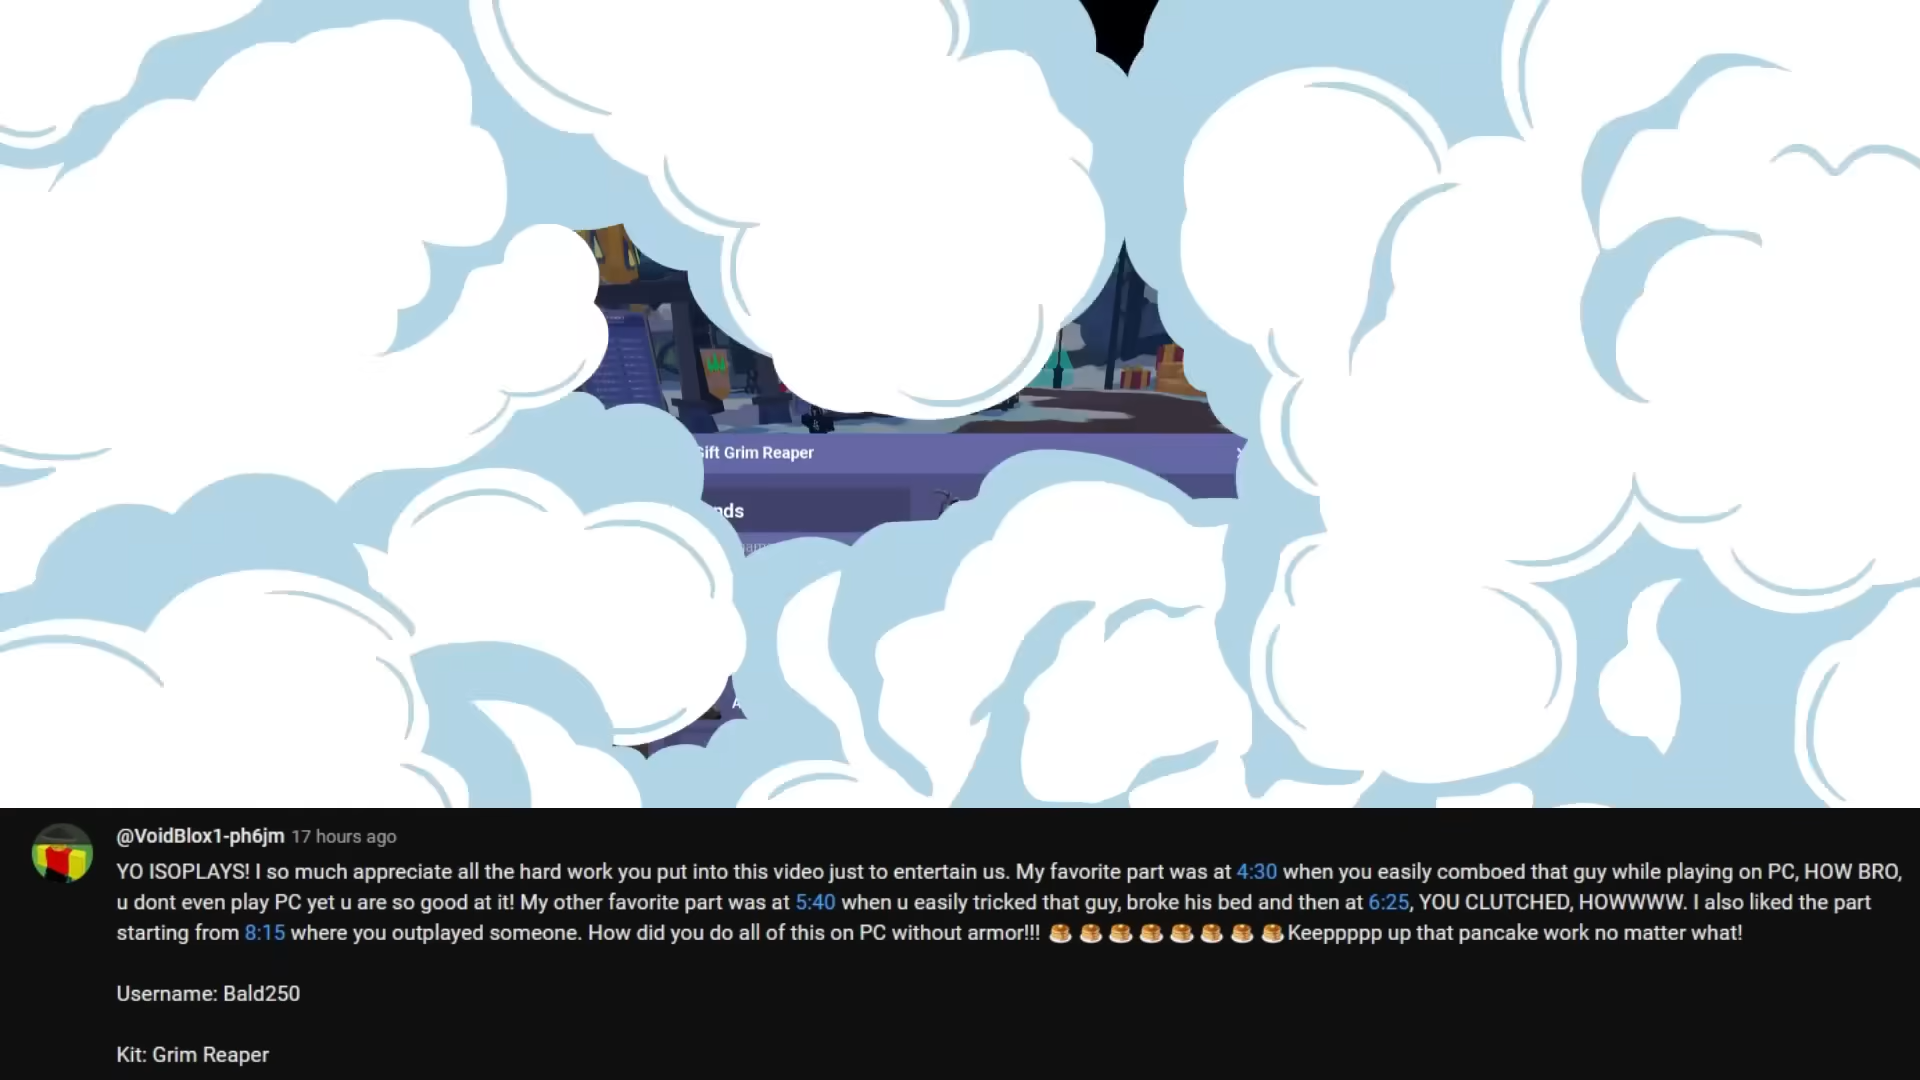 Gift Grim Reaper
@VoidBlox1-ph6jm 17 hours ago
YO ISOPLAYS! I so much appreciate all the hard work you put into this video just to entertain us. My favorite part was at 4:30 when you easily comboed that guy while playing on PC, HOW BRO,
u dont even play PC yet u are so good at it! My other favorite part was at 5:40 when u easily tricked that guy, broke his bed and then at 6:25, YOU CLUTCHED, HOWWWW. I also liked the part
starting from 8:15 where you outplayed someone. How did you do all of this on PC without armor!!! 🥞 🥞 🥞 🥞 🥞 🥞 🥞 🥞Keeppppp up that pancake work no matter what!
Username: Bald250
Kit: Grim Reaper